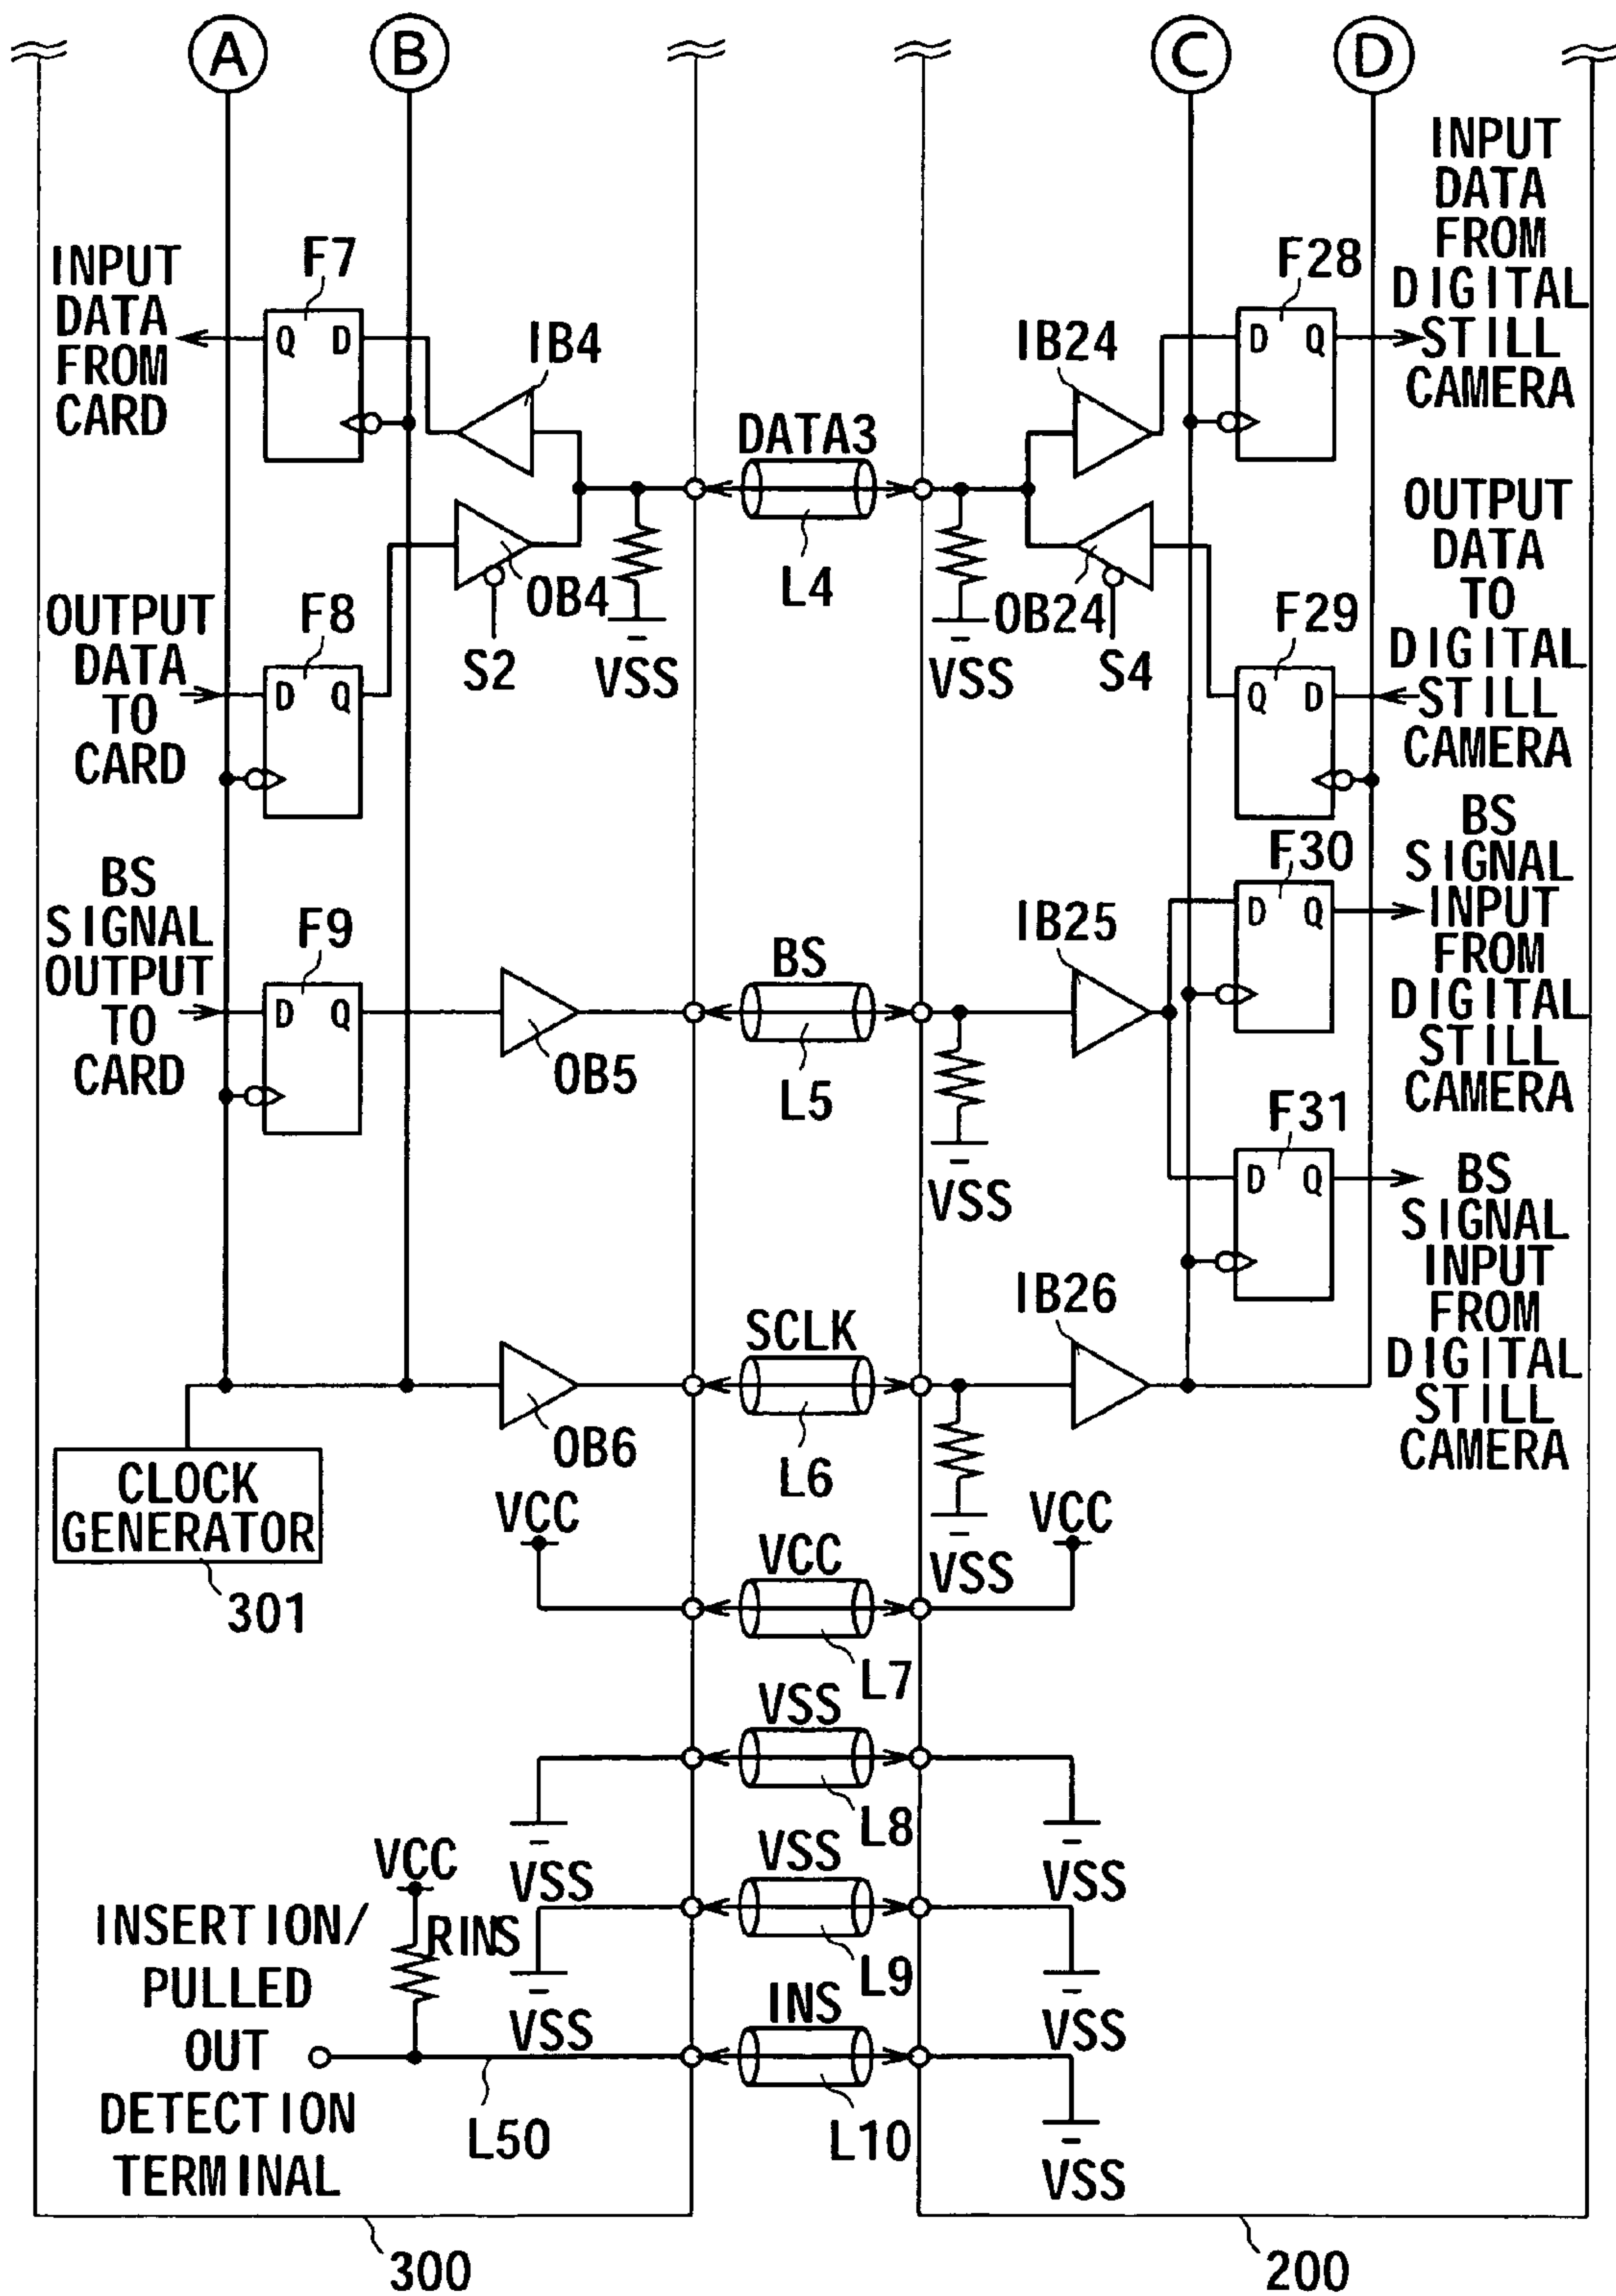 A
B
C
D
INPUT
DATA
FROM
CARD
F7
Q D
IB4
DATA3
L4
IB24
F28
D Q
INPUT
DATA
FROM
DIGITAL
STILL
CAMERA
OUTPUT
DATA
TO
CARD
F8
D Q
OB4
S2
VSS
VSS
OB24
S4
F29
Q D
OUTPUT
DATA
TO
DIGITAL
STILL
CAMERA
BS
SIGNAL
OUTPUT
TO
CARD
F9
D Q
OB5
BS
L5
VSS
IB25
F30
D Q
BS
SIGNAL
INPUT
FROM
DIGITAL
STILL
CAMERA
F31
D Q
BS
SIGNAL
INPUT
FROM
DIGITAL
STILL
CAMERA
CLOCK
GENERATOR
301
OB6
SCLK
L6
VSS
IB26
VCC
VCC
L7
VCC
VSS
VSS
L8
VSS
VSS
VSS
L9
VSS
VCC
RINS
INSERTION/
PULLED
OUT
DETECTION
TERMINAL
L50
INS
L10
VSS
300
200